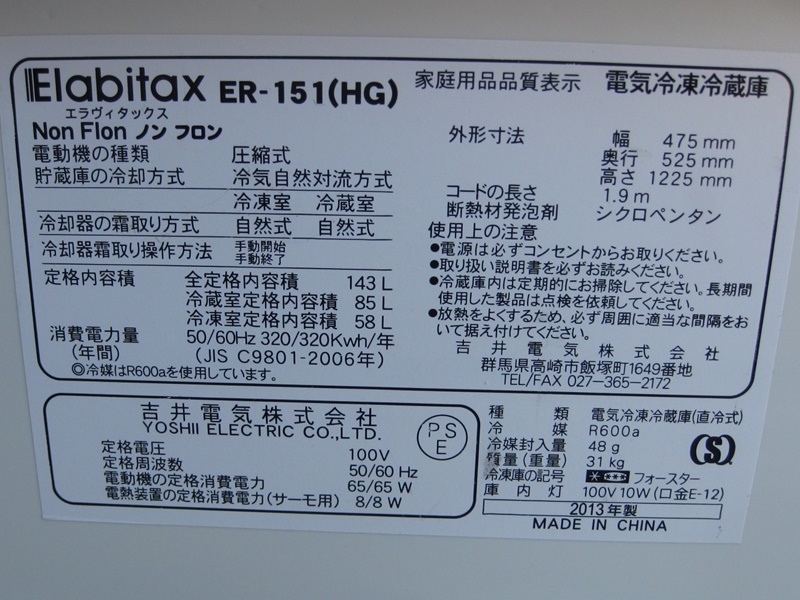 Elabitax ER-151(HG)
エラヴィタックス
Non Flon ノン フロン
電動機の種類 圧縮式
貯蔵庫の冷却方式 冷気自然対流方式
冷凍室 冷蔵室
冷却器の霜取り方式 自然式 自然式
冷却器霜取り操作方法 手動開始
手動終了
定格内容積 全定格内容積 143 L
冷蔵室定格内容積 85 L
冷凍室定格内容積 58 L
消費電力量 50/60Hz 320/320Kwh/年
(年間) (JIS C9801-2006年)
◎冷媒はR600aを使用しています。
家庭用品品質表示 電気冷凍冷蔵庫
外形寸法 幅 475 mm
奥行 525 mm
高さ 1225 mm
コードの長さ 1.9 m
断熱材発泡剤 シクロペンタン
使用上の注意
●電源は必ずコンセントからお取りください。
●取り扱い説明書を必ずお読みください。
●冷蔵庫内は定期的にお掃除してください。長期間
使用した製品は点検を依頼してください。
●放熱をよくするため、必ず周囲に適当な間隔をお
いて据え付けてください。
吉井電気株式会社
群馬県高崎市飯塚町1649番地
TEL/FAX 027-365-2172
吉井電気株式会社
YOSHII ELECTRIC CO.,LTD.
PS
E
定格電圧 100V
定格周波数 50/60 Hz
電動機の定格消費電力 65/65 W
電熱装置の定格消費電力(サーモ用) 8/8 W
種類 電気冷凍冷蔵庫(直冷式)
冷媒 R600a
冷媒封入量 48 g
質量(重量) 31 kg
冷凍庫の記号 * *** フォースター
庫内灯 100V 10W (口金E-12)
(S)
2013年製
MADE IN CHINA